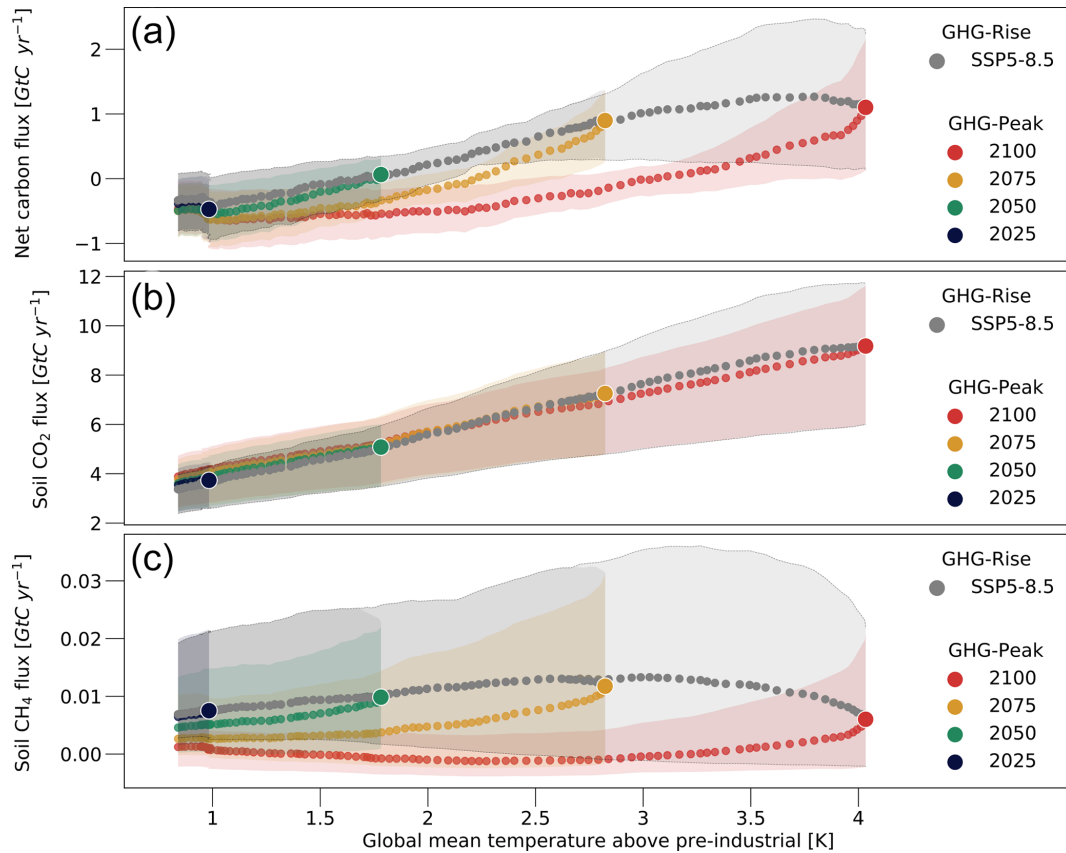 (a)
Net carbon flux [GtC yr⁻¹]
2
1
0
−1
GHG-Rise
SSP5-8.5
GHG-Peak
2100
2075
2050
2025
(b)
Soil CO₂ flux [GtC yr⁻¹]
12
10
8
6
4
2
GHG-Rise
SSP5-8.5
GHG-Peak
2100
2075
2050
2025
(c)
Soil CH₄ flux [GtC yr⁻¹]
0.03
0.02
0.01
0.00
GHG-Rise
SSP5-8.5
GHG-Peak
2100
2075
2050
2025
1 1.5 2 2.5 3 3.5 4
Global mean temperature above pre-industrial [K]